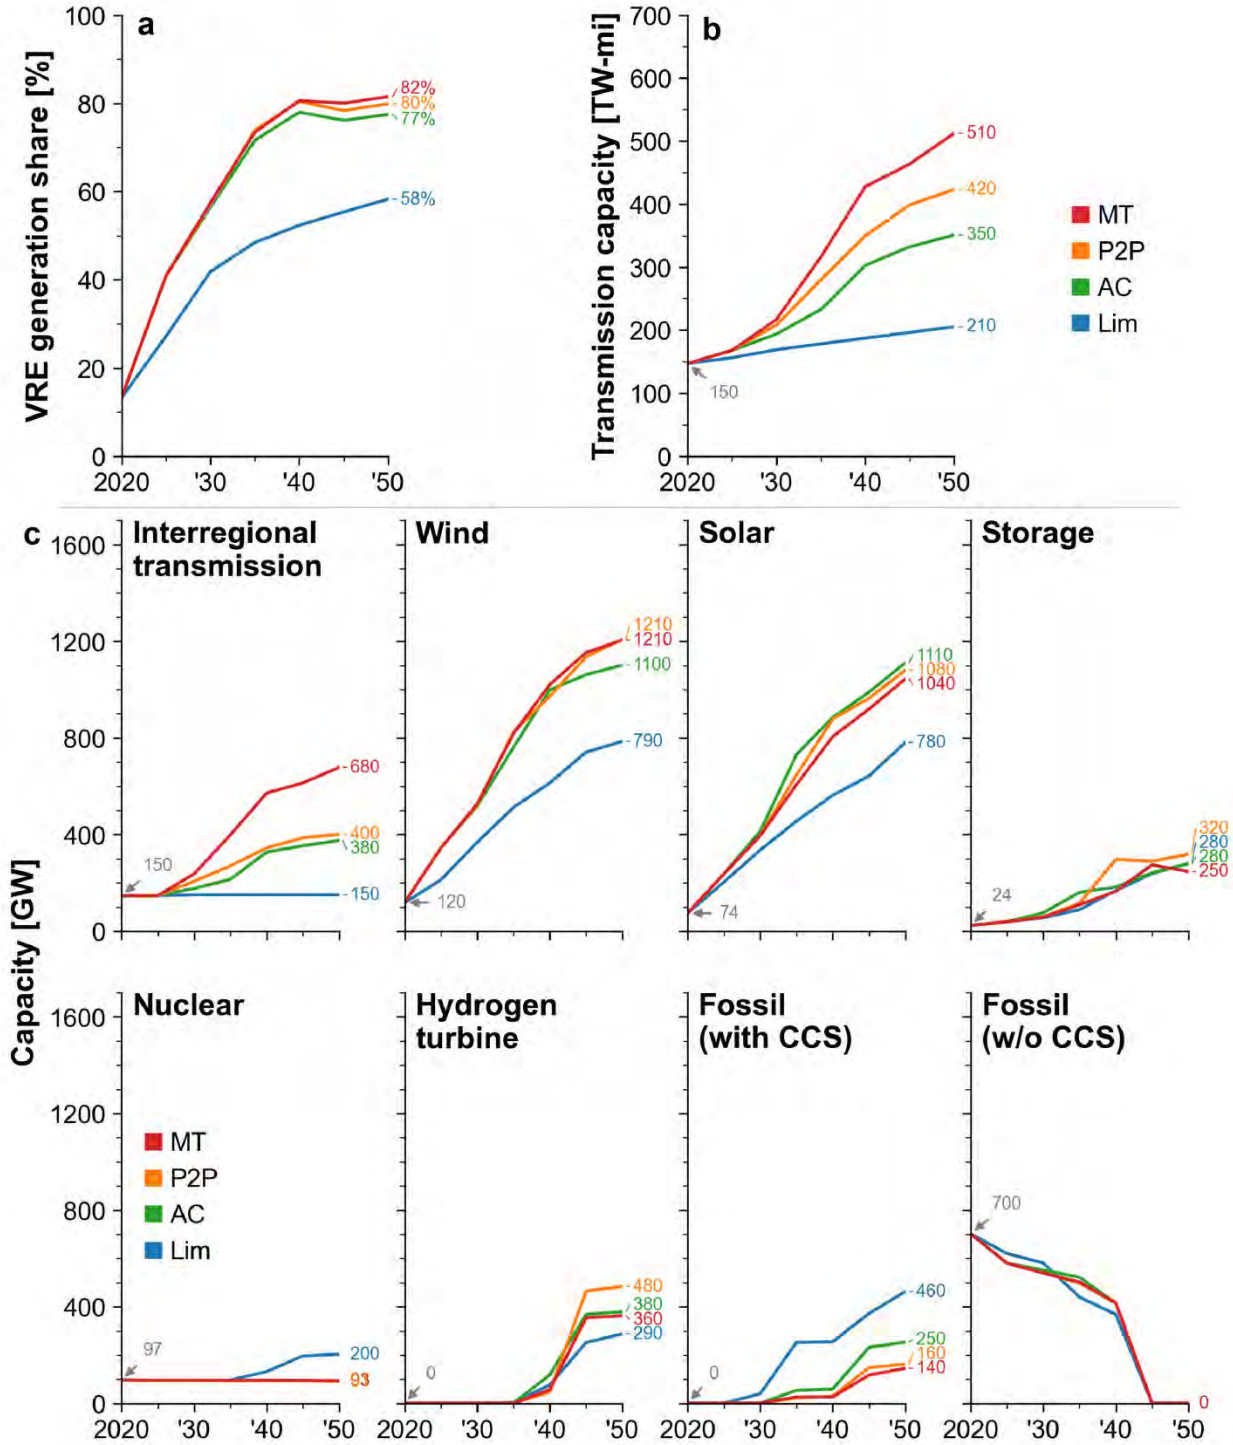 a
VRE generation share [%]
100
80
60
40
20
0
2020 '30 '40 '50
82%
80%
77%
58%
b
Transmission capacity [TW-mi]
700
600
500
400
300
200
100
0
2020 '30 '40 '50
510
420
350
210
150
MT
P2P
AC
Lim
c
Capacity [GW]
Interregional
transmission
1600
1200
800
400
0
150
680
400
380
150
Wind
120
1210
1210
1100
790
Solar
74
1110
1080
1040
780
Storage
24
320
280
280
250
Nuclear
1600
1200
800
400
0
MT
P2P
AC
Lim
97
200
93
2020 '30 '40 '50
Hydrogen
turbine
0
480
380
360
290
2020 '30 '40 '50
Fossil
(with CCS)
0
460
250
160
140
2020 '30 '40 '50
Fossil
(w/o CCS)
700
0
2020 '30 '40 '50